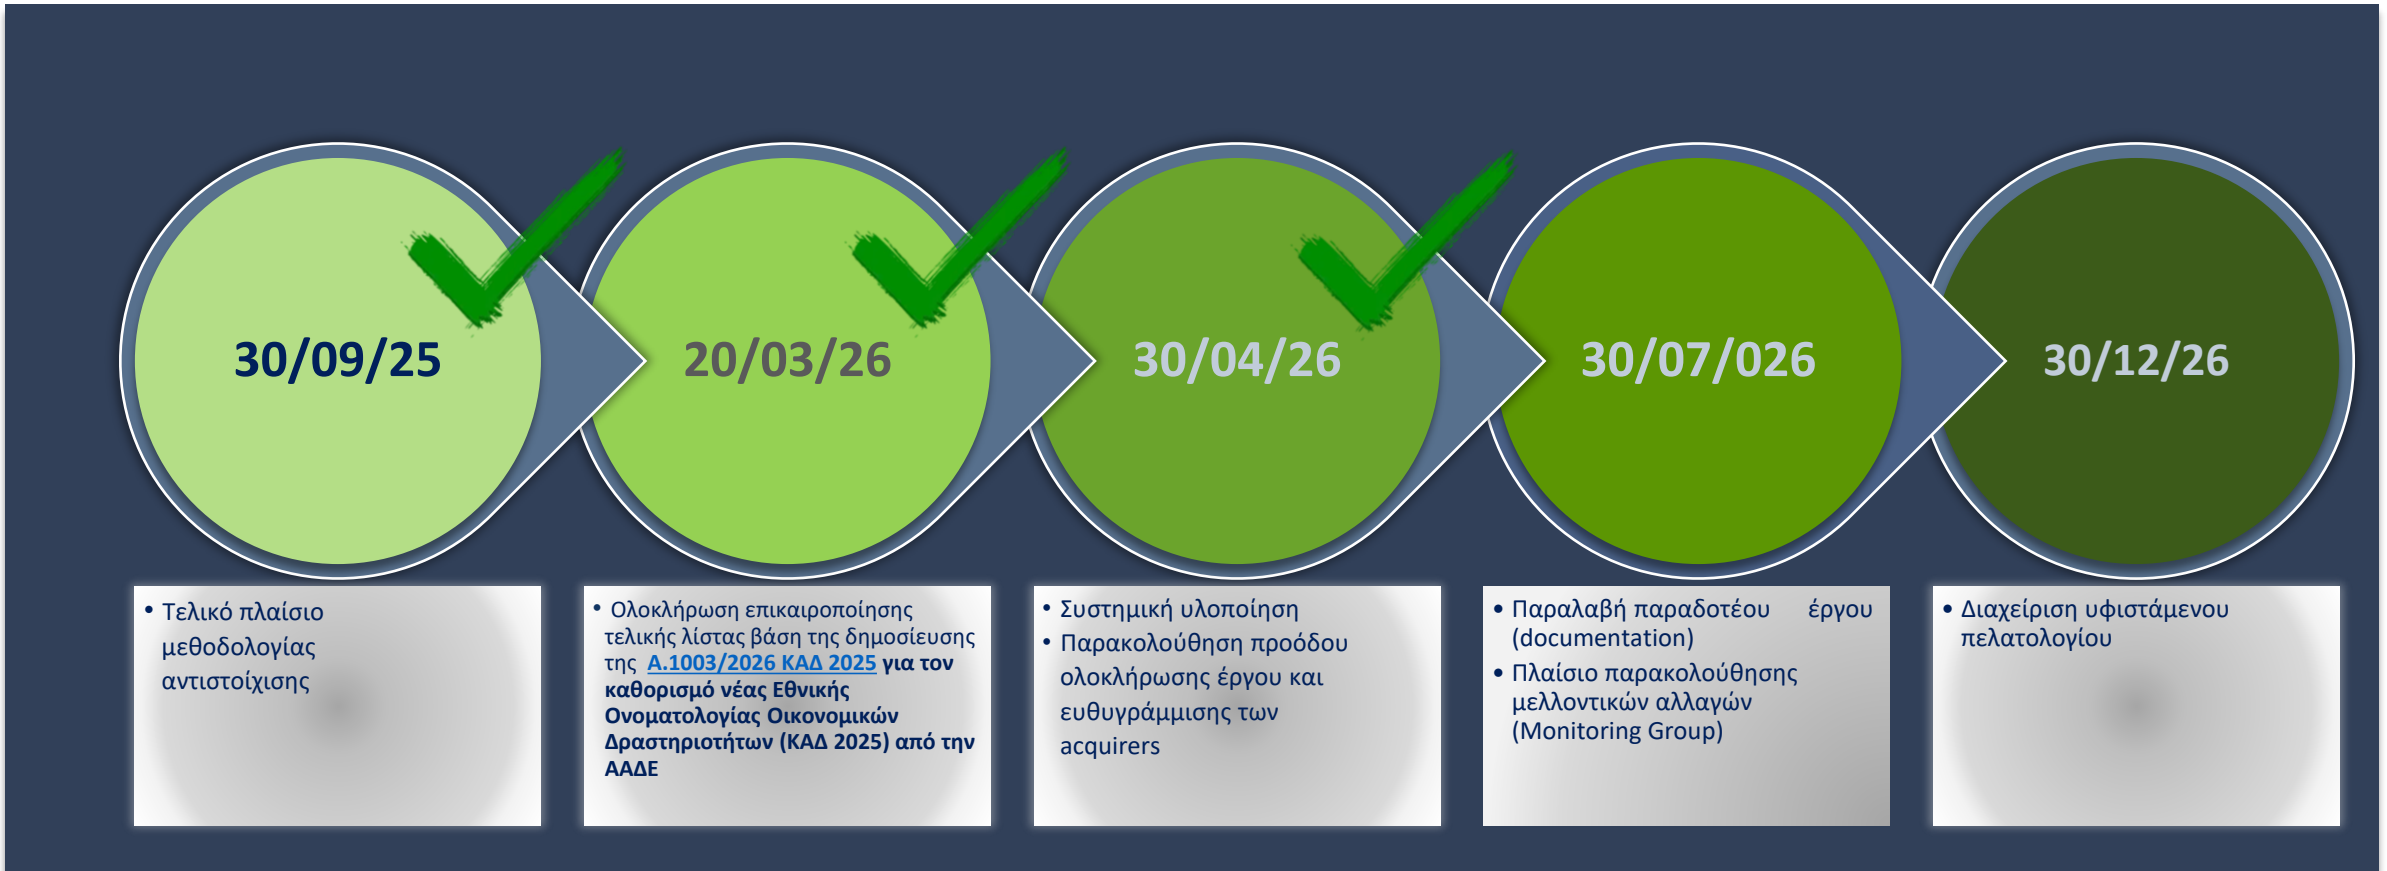 30/09/25
20/03/26
30/04/26
30/07/026
30/12/26
• Τελικό πλαίσιο
μεθοδολογίας
αντιστοίχισης
• Ολοκλήρωση επικαιροποίησης
τελικής λίστας βάση της δημοσίευσης
της Α.1003/2026 ΚΑΔ 2025 για τον
καθορισμό νέας Εθνικής
Ονοματολογίας Οικονομικών
Δραστηριοτήτων (ΚΑΔ 2025) από την
ΑΑΔΕ
• Συστημική υλοποίηση
• Παρακολούθηση προόδου
ολοκλήρωσης έργου και
ευθυγράμμισης των
acquirers
• Παραλαβή παραδοτέου έργου
(documentation)
• Πλαίσιο παρακολούθησης
μελλοντικών αλλαγών
(Monitoring Group)
• Διαχείριση υφιστάμενου
πελατολογίου